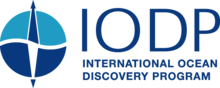 IODP
INTERNATIONAL OCEAN
DISCOVERY PROGRAM